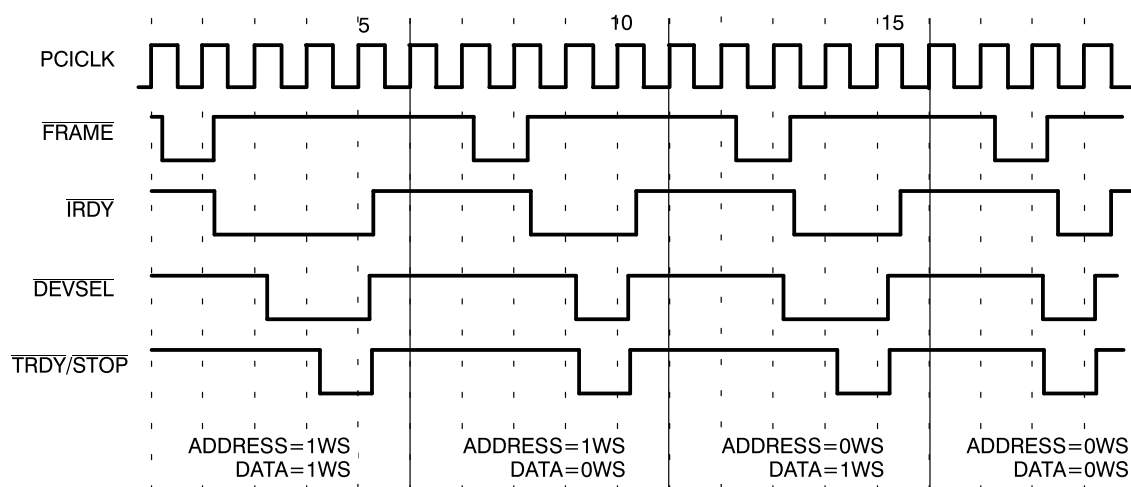 5 10 15
PCICLK
FRAME
IRDY
DEVSEL
TRDY/STOP
ADDRESS=1WS ADDRESS=1WS ADDRESS=0WS ADDRESS=0WS
DATA=1WS DATA=0WS DATA=1WS DATA=0WS